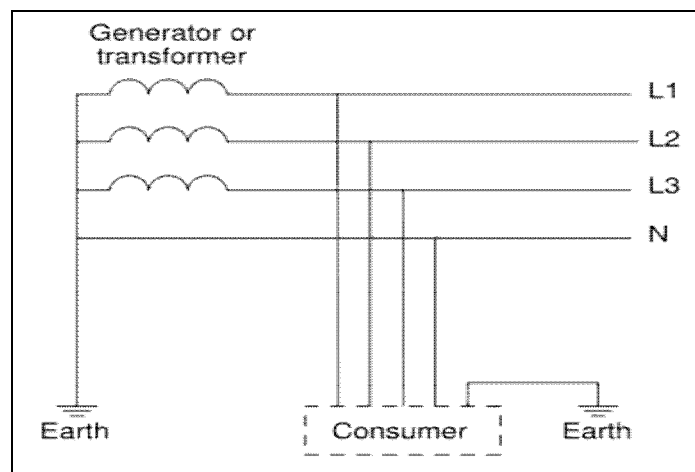 Generator or
transformer
L1
L2
L3
N
Earth
Consumer
Earth